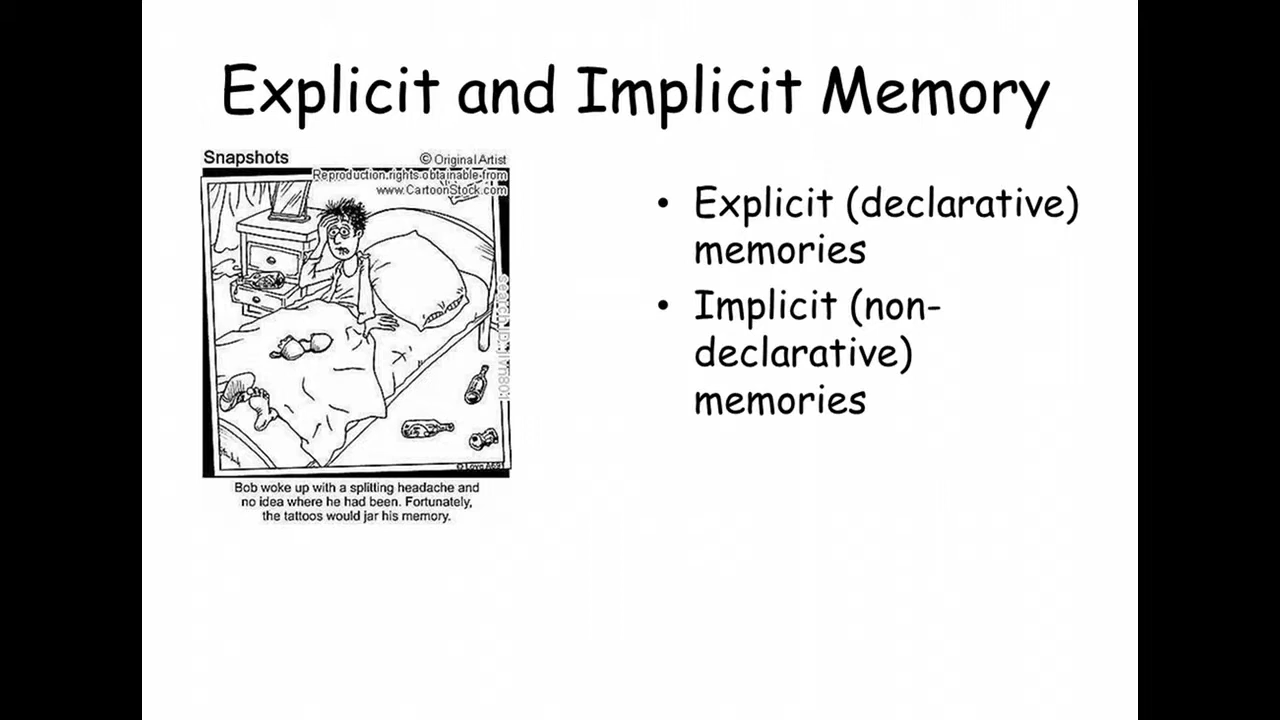 Explicit and Implicit Memory
Snapshots
© Original Artist
Reproduction rights obtainable from
www.CartoonStock.com
Bob woke up with a splitting headache and
no idea where he had been. Fortunately,
the tattoos would jar his memory.
• Explicit (declarative)
memories
• Implicit (non-
declarative)
memories